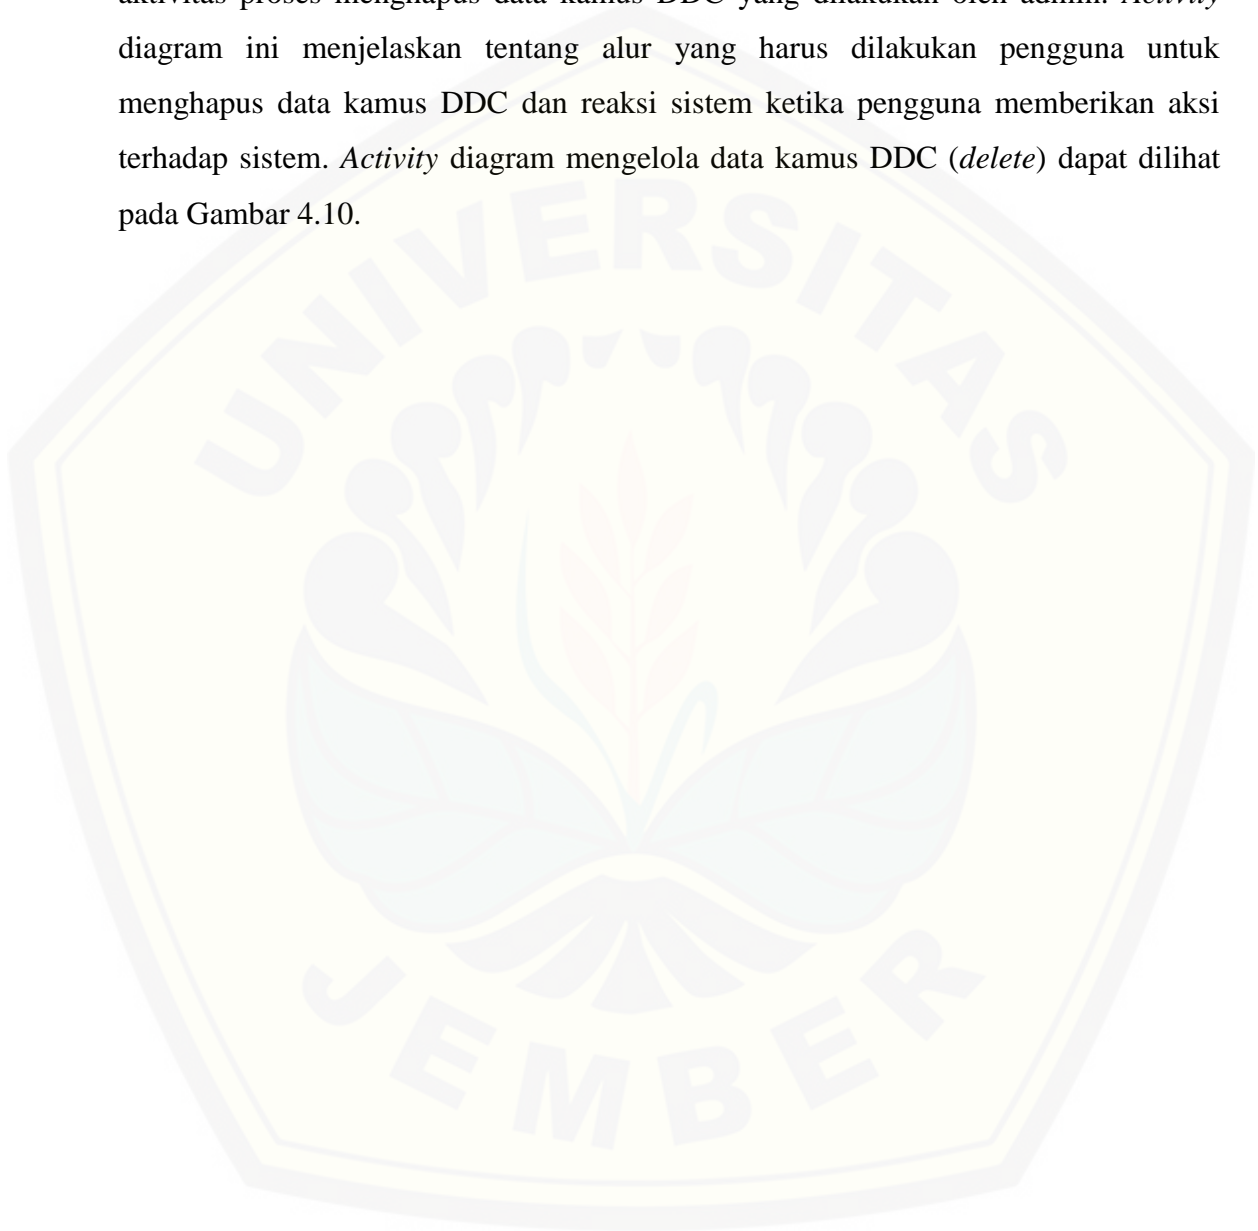 aktivitas proses menghapus data kamus DDC yang dilakukan oleh admin. Activity
diagram ini menjelaskan tentang alur yang harus dilakukan pengguna untuk
menghapus data kamus DDC dan reaksi sistem ketika pengguna memberikan aksi
terhadap sistem. Activity diagram mengelola data kamus DDC (delete) dapat dilihat
pada Gambar 4.10.
UNIVERSITAS
JEMBER